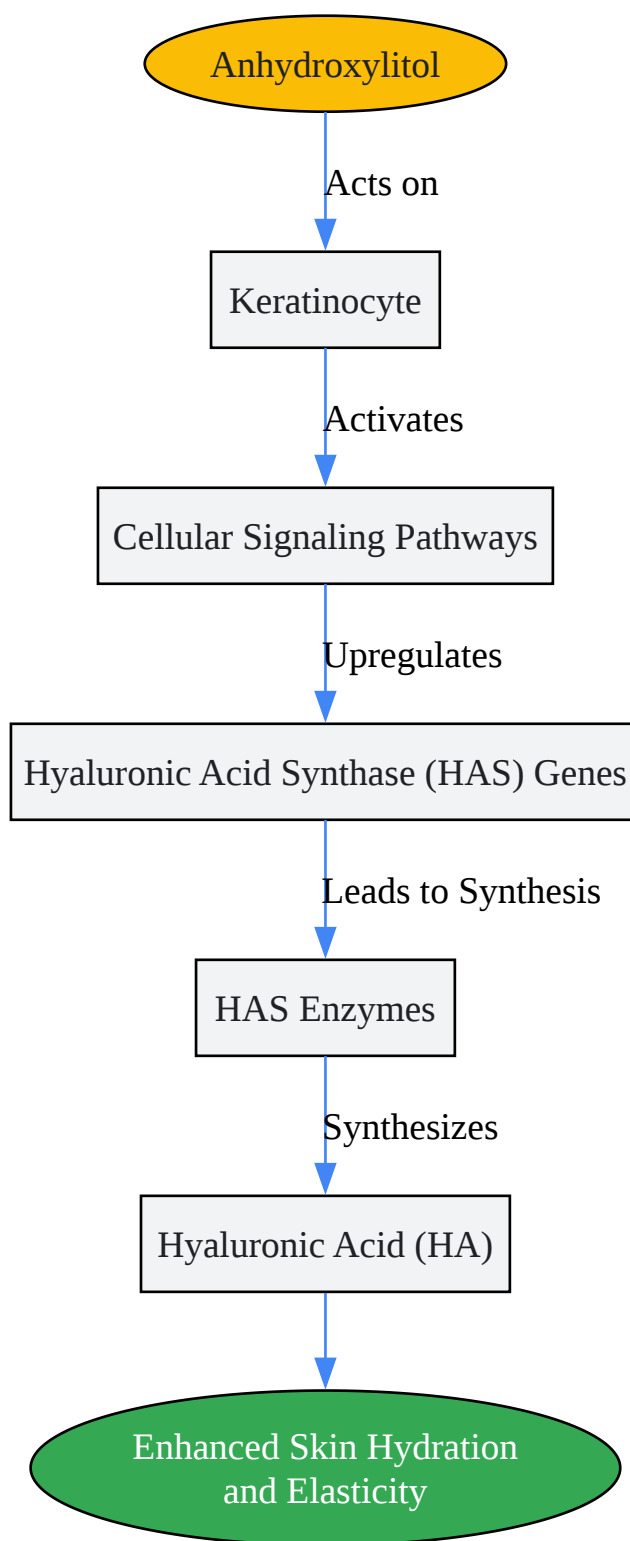 Anhydroxylitol
Acts on
Keratinocyte
Activates
Cellular Signaling Pathways
Upregulates
Hyaluronic Acid Synthase (HAS) Genes
Leads to Synthesis
HAS Enzymes
Synthesizes
Hyaluronic Acid (HA)
Enhanced Skin Hydration
and Elasticity